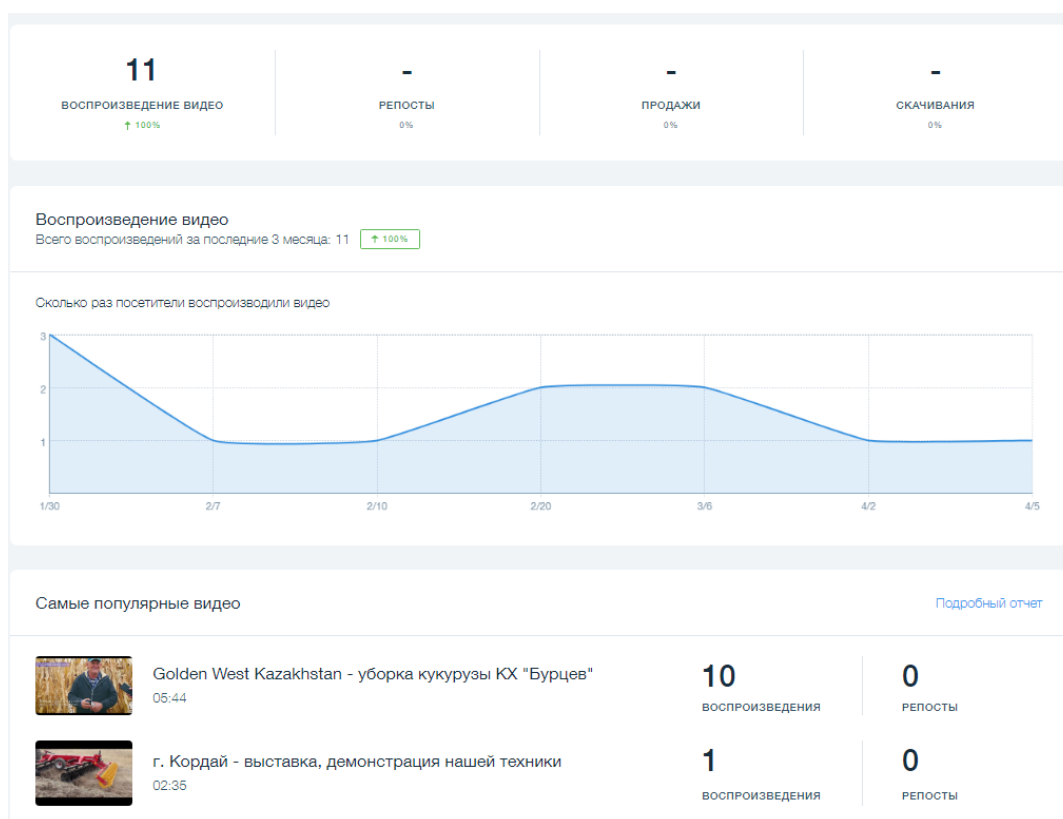 11
-
-
-
ВОСПРОИЗВЕДЕНИЕ ВИДЕО
РЕПОСТЫ
ПРОДАЖИ
СКАЧИВАНИЯ
↑ 100%
0%
0%
0%
Воспроизведение видео
Всего воспроизведений за последние 3 месяца: 11 ↑ 100%
Сколько раз посетители воспроизводили видео
3
2
1
1/30 2/7 2/10 2/20 3/6 4/2 4/5
Самые популярные видео
Подробный отчет
Golden West Kazakhstan - уборка кукурузы КХ "Бурцев"
05:44
10
ВОСПРОИЗВЕДЕНИЯ
0
РЕПОСТЫ
г. Кордай - выставка, демонстрация нашей техники
02:35
1
ВОСПРОИЗВЕДЕНИЯ
0
РЕПОСТЫ